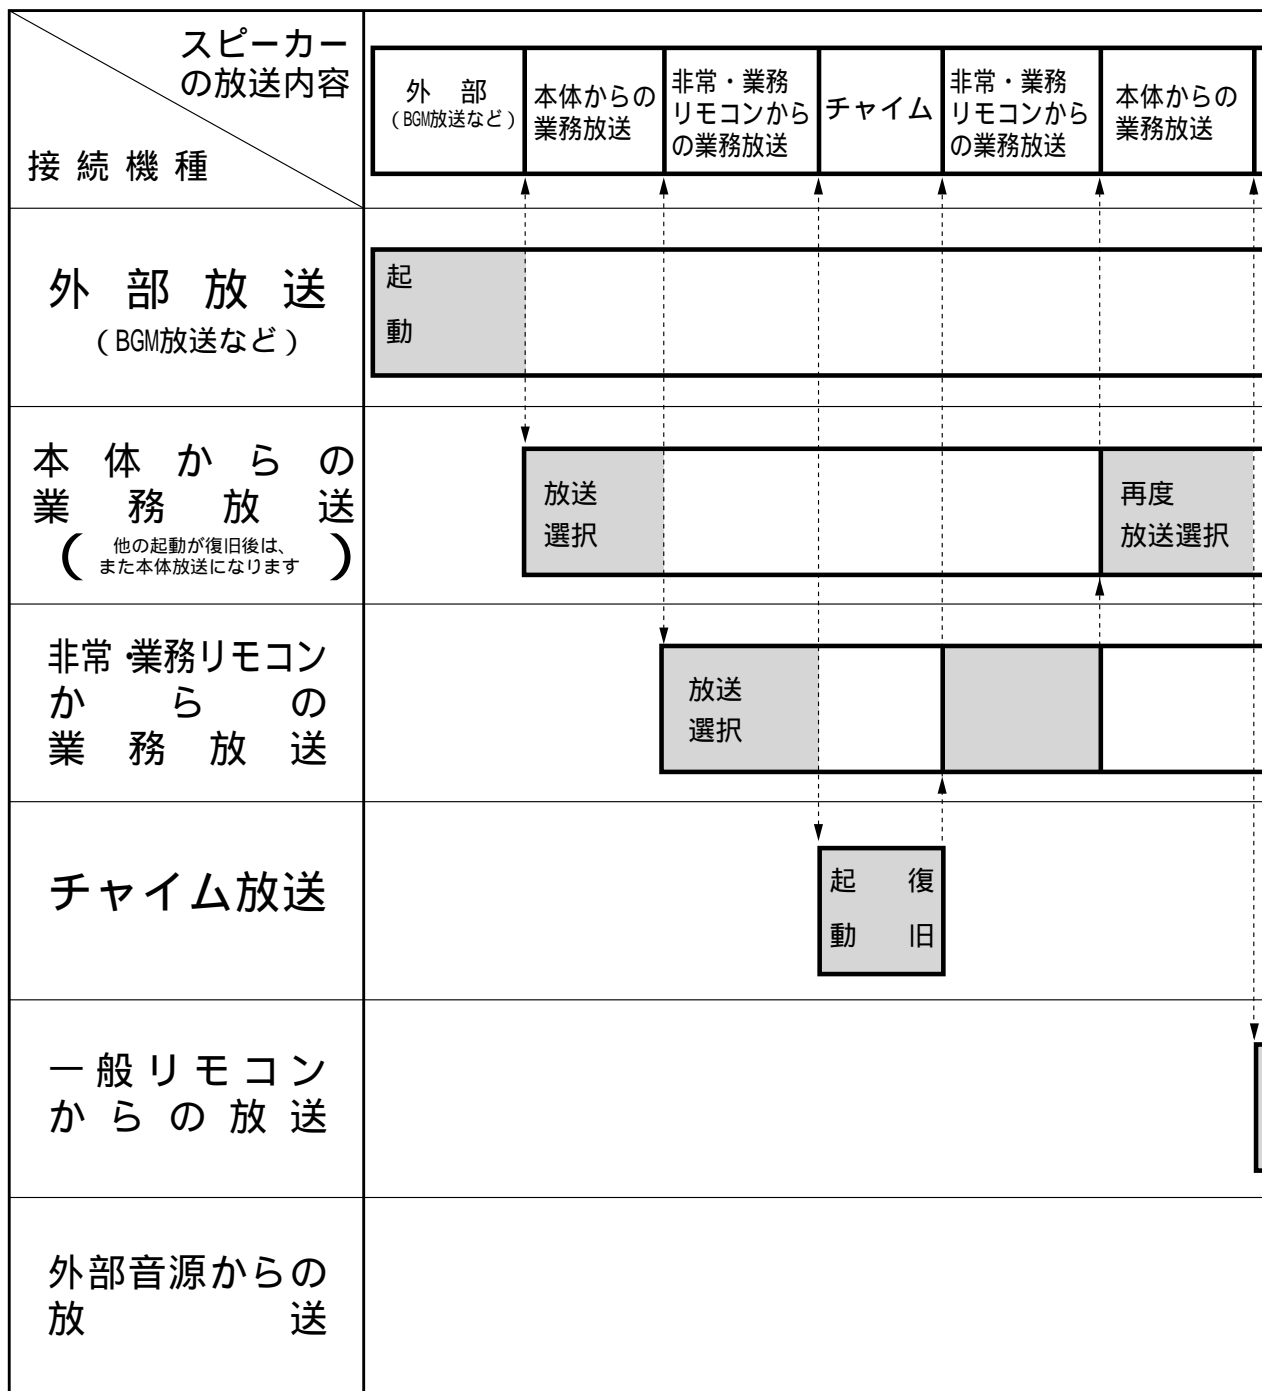 スピーカー
の放送内容
接続機種
外 部
(BGM放送など)
本体からの
業務放送
非常・業務
リモコンから
の業務放送
チャイム
非常・業務
リモコンから
の業務放送
本体からの
業務放送
外部放送
(BGM放送など)
起
動
本体からの
業務放送
(他の起動が復旧後は、
また本体放送になります)
放送
選択
再度
放送選択
非常・業務リモコン
からの
業務放送
放送
選択
チャイム放送
起 復
動 旧
一般リモコン
からの放送
外部音源からの
放送